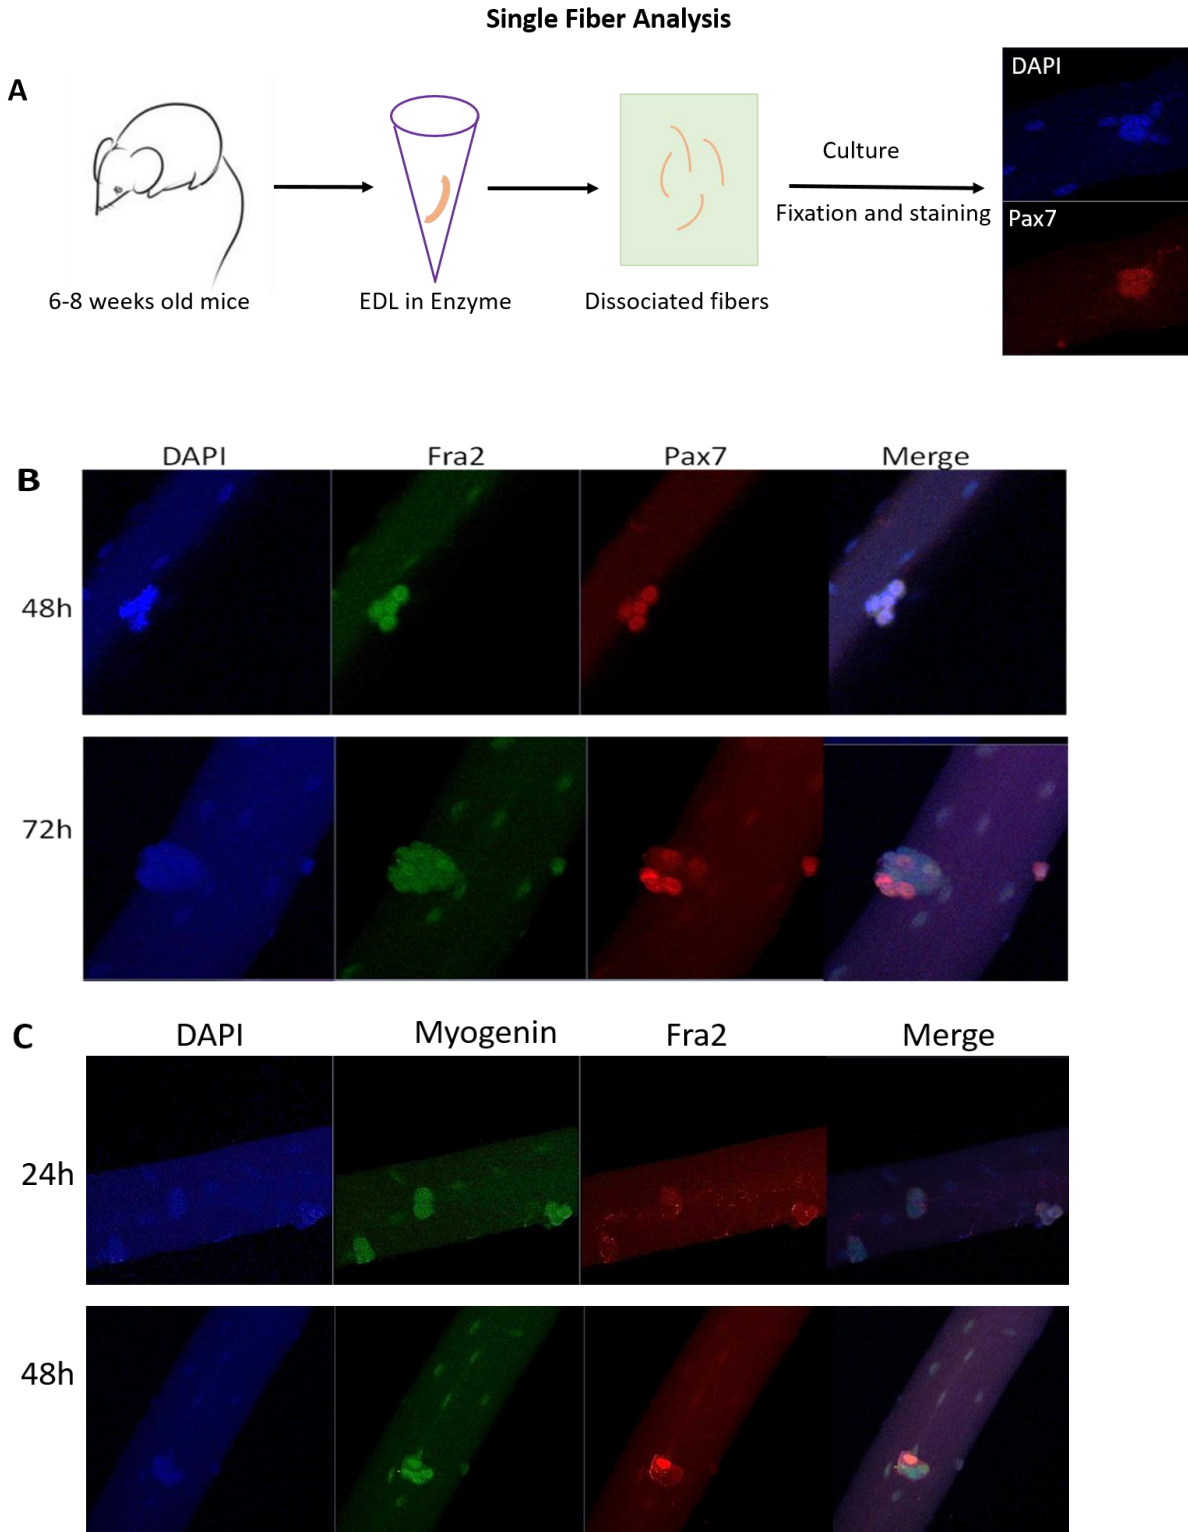 Single Fiber Analysis
A
DAPI
Culture
Fixation and staining
Pax7
6-8 weeks old mice
EDL in Enzyme
Dissociated fibers
B
DAPI Fra2 Pax7 Merge
48h
72h
C
DAPI Myogenin Fra2 Merge
24h
48h